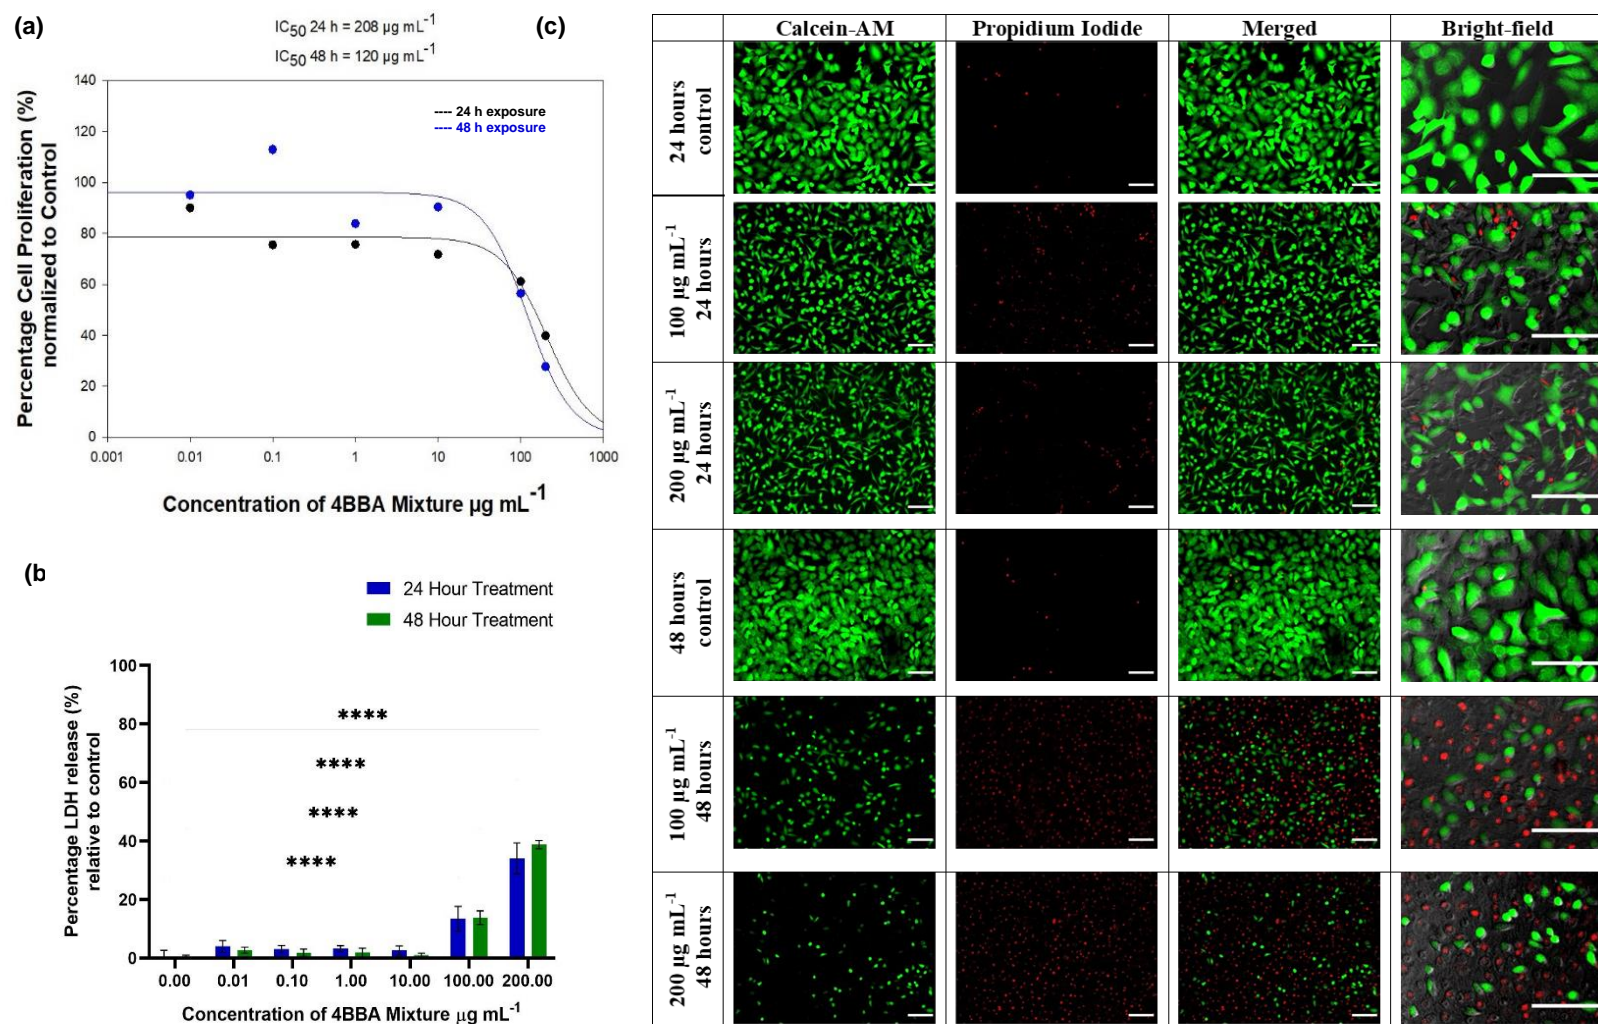 (a)
IC50 24 h = 208 µg mL-1
IC50 48 h = 120 µg mL-1
140
120
100
80
60
40
20
0
Percentage Cell Proliferation (%)
normalized to Control
---- 24 h exposure
---- 48 h exposure
0.001 0.01 0.1 1 10 100 1000
Concentration of 4BBA Mixture µg mL-1
(b
24 Hour Treatment
48 Hour Treatment
100
80
60
40
20
0
Percentage LDH release (%)
relative to control
****
****
****
****
0.00 0.01 0.10 1.00 10.00 100.00 200.00
Concentration of 4BBA Mixture µg mL-1
(c)
Calcein-AM Propidium Iodide Merged Bright-field
24 hours
control
100 µg mL-1
24 hours
200 µg mL-1
24 hours
48 hours
control
100 µg mL-1
48 hours
200 µg mL-1
48 hours